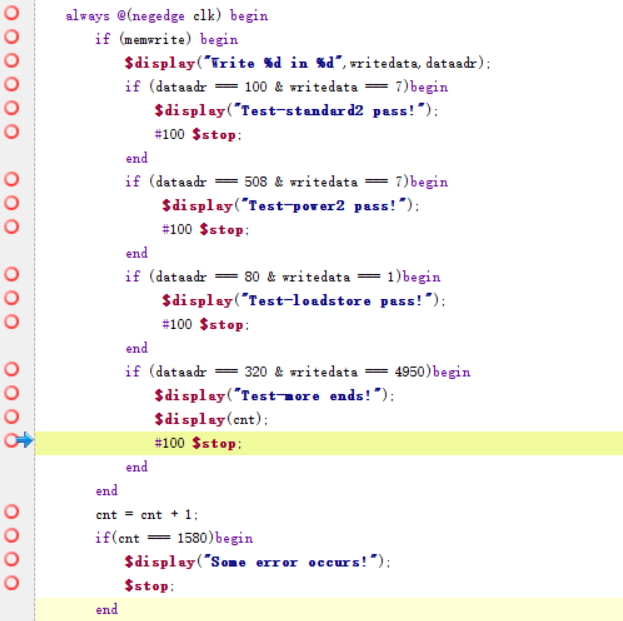 always @(negedge clk) begin
if (memwrite) begin
$display("Write %d in %d",writedata,dataadr);
if (dataadr === 100 & writedata === 7)begin
$display("Test-standard2 pass!");
#100 $stop;
end
if (dataadr === 508 & writedata === 7)begin
$display("Test-power2 pass!");
#100 $stop;
end
if (dataadr === 80 & writedata === 1)begin
$display("Test-loadstore pass!");
#100 $stop;
end
if (dataadr === 320 & writedata === 4950)begin
$display("Test-more ends!");
$display(cnt);
#100 $stop;
end
end
cnt = cnt + 1;
if(cnt === 1580)begin
$display("Some error occurs!");
$stop;
end